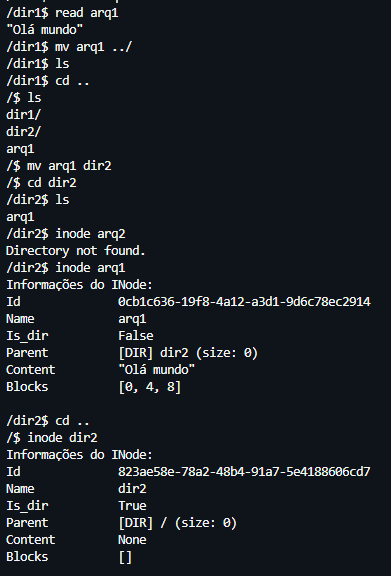 /dir1$ read arq1
"Olá mundo"
/dir1$ mv arq1 ../
/dir1$ ls
/dir1$ cd ..
/$ ls
dir1/
dir2/
arq1
/$ mv arq1 dir2
/$ cd dir2
/dir2$ ls
arq1
/dir2$ inode arq2
Directory not found.
/dir2$ inode arq1
Informações do INode:
Id 0cb1c636-19f8-4a12-a3d1-9d6c78ec2914
Name arq1
Is_dir False
Parent [DIR] dir2 (size: 0)
Content "Olá mundo"
Blocks [0, 4, 8]
/dir2$ cd ..
/$ inode dir2
Informações do INode:
Id 823ae58e-78a2-48b4-91a7-5e4188606cd7
Name dir2
Is_dir True
Parent [DIR] / (size: 0)
Content None
Blocks []